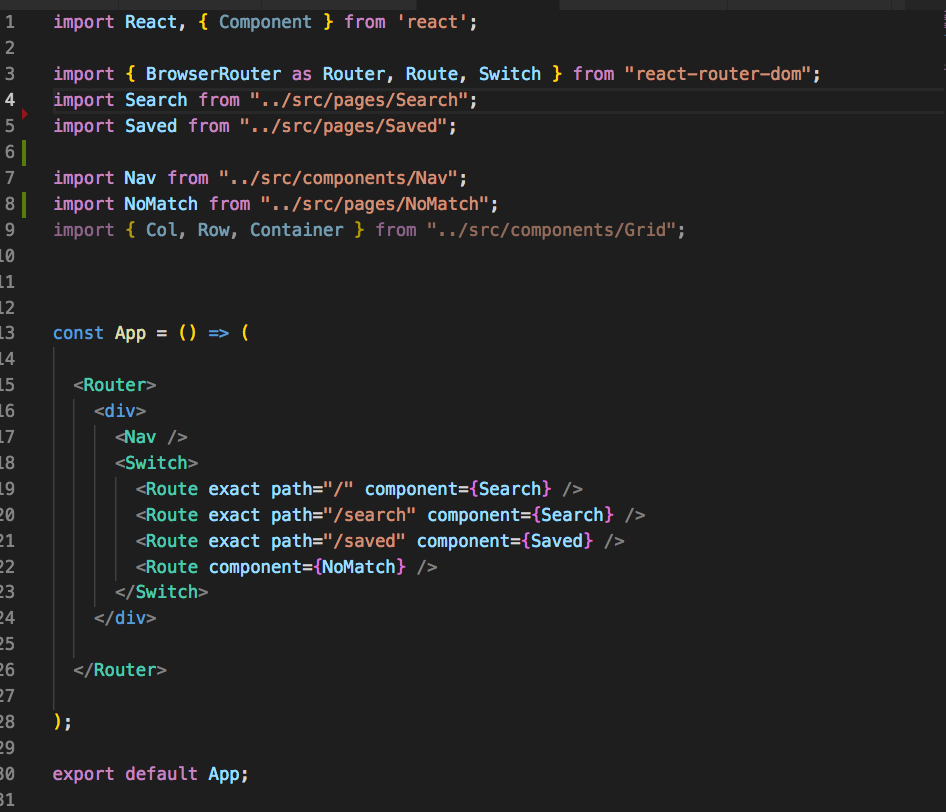 1 import React, { Component } from 'react';
2
3 import { BrowserRouter as Router, Route, Switch } from "react-router-dom";
4 import Search from "../src/pages/Search";
5 import Saved from "../src/pages/Saved";
6
7 import Nav from "../src/components/Nav";
8 import NoMatch from "../src/pages/NoMatch";
9 import { Col, Row, Container } from "../src/components/Grid";
10
11
12
13 const App = () => (
14
15 <Router>
16 <div>
17 <Nav />
18 <Switch>
19 <Route exact path="/" component={Search} />
20 <Route exact path="/search" component={Search} />
21 <Route exact path="/saved" component={Saved} />
22 <Route component={NoMatch} />
23 </Switch>
24 </div>
25
26 </Router>
27
28 );
29
30 export default App;
31